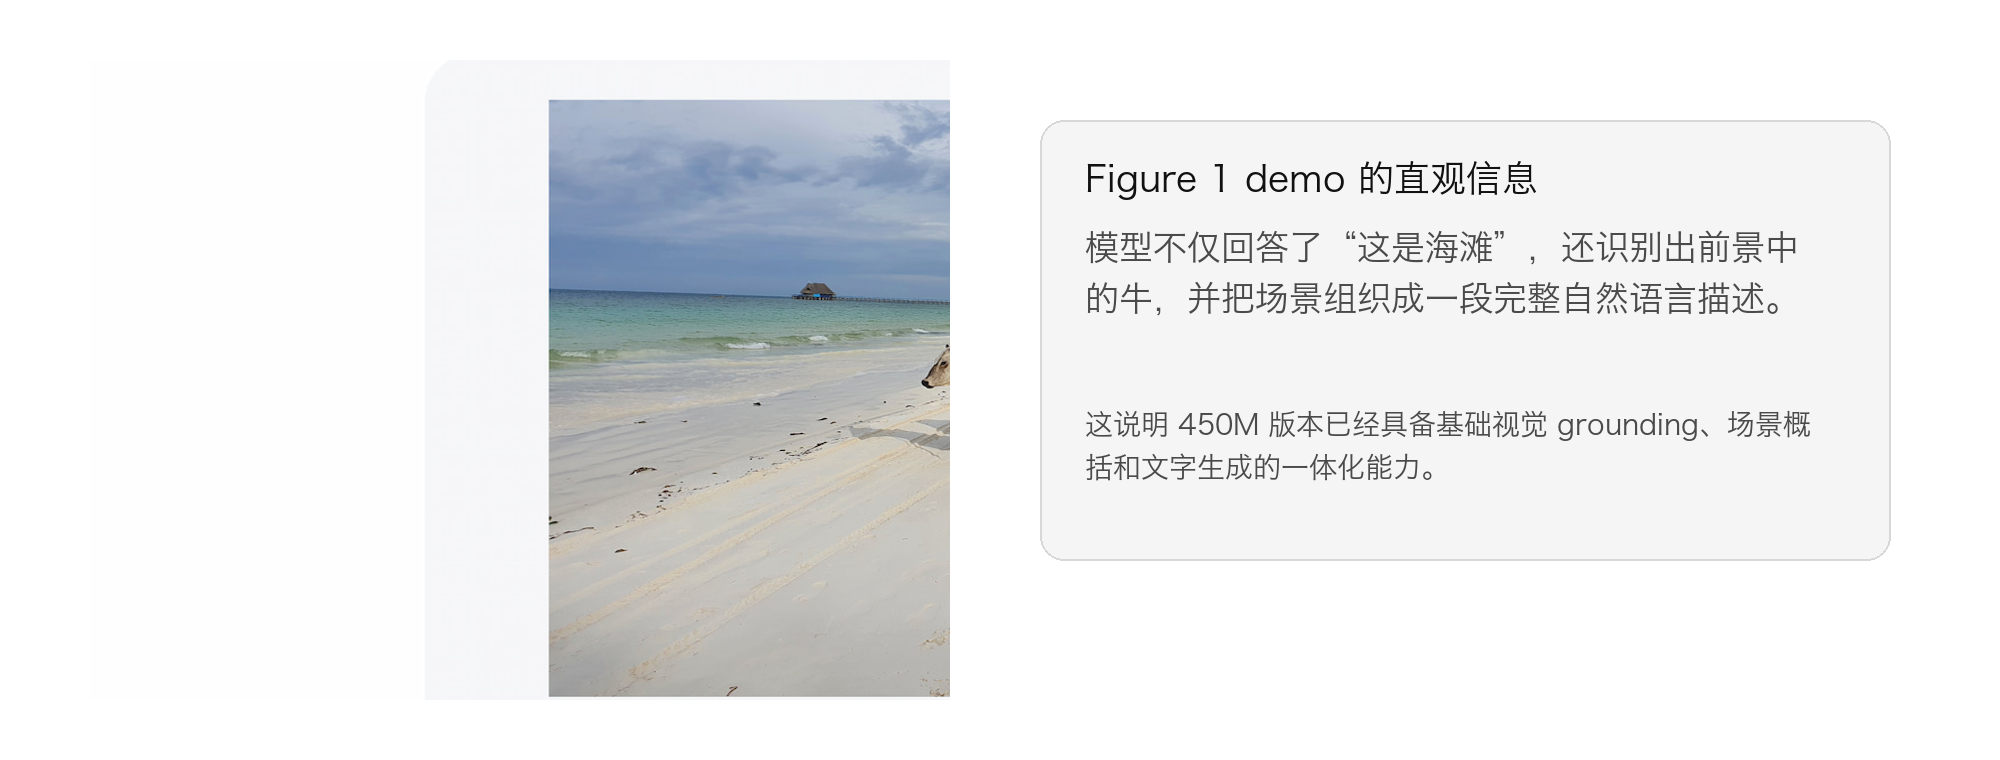 Figure 1 demo 的直观信息
模型不仅回答了“这是海滩”，还识别出前景中
的牛，并把场景组织成一段完整自然语言描述。
这说明 450M 版本已经具备基础视觉 grounding、场景概
括和文字生成的一体化能力。